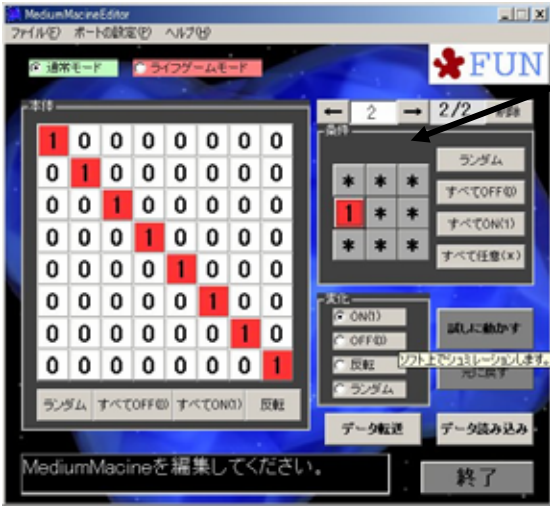 MediumMacineEditor
ファイル(F) ポートの設定(P) ヘルプ(H)
通常モード ライフゲームモード
FUN
本体
1 0 0 0 0 0 0 0
0 1 0 0 0 0 0 0
0 0 1 0 0 0 0 0
0 0 0 1 0 0 0 0
0 0 0 0 1 0 0 0
0 0 0 0 0 1 0 0
0 0 0 0 0 0 1 0
0 0 0 0 0 0 0 1
ランダム すべてOFF(0) すべてON(1) 反転
← 2 → 2/2 削除
条件
* * *
1 * *
* * *
ランダム
すべてOFF(0)
すべてON(1)
すべて任意(*)
変化
ON(1)
OFF(0)
反転
ランダム
試しに動かす
ソフト上でシュミレーションします。
元に戻す
データ転送 データ読み込み
MediumMacineを編集してください。
終了